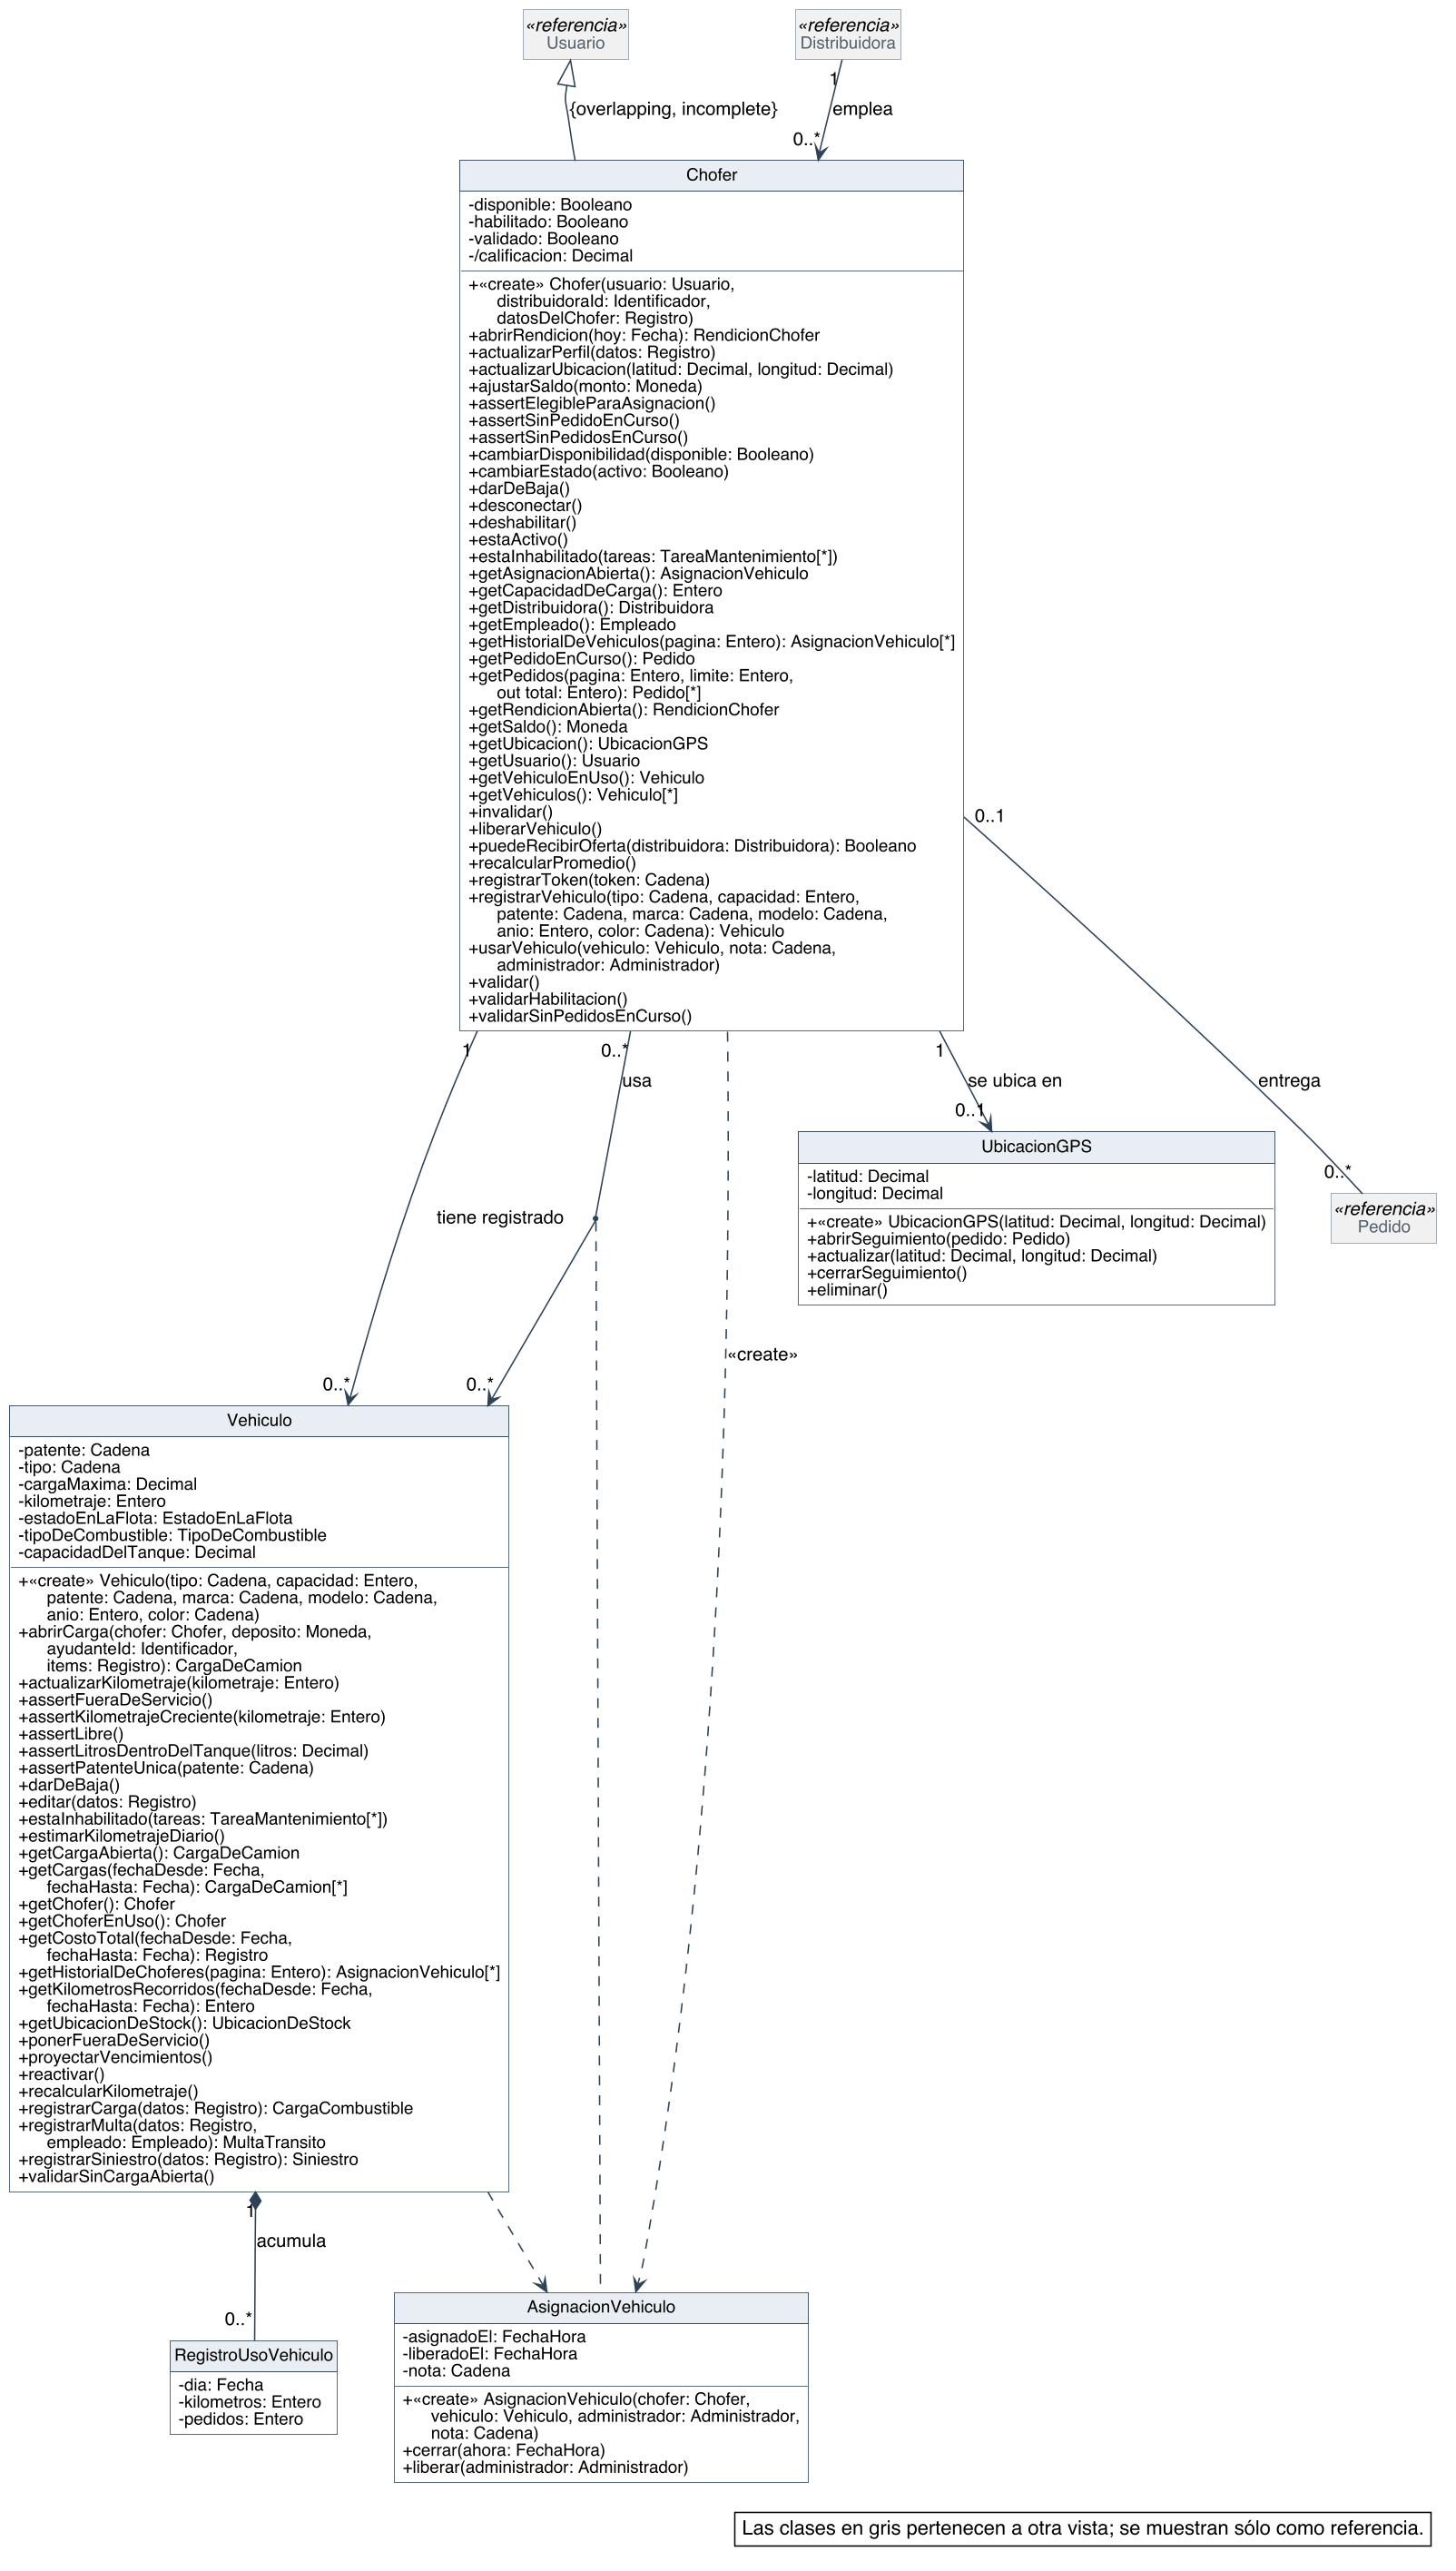 «referencia»
Usuario
«referencia»
Distribuidora
1
{overlapping, incomplete}
emplea
0..*
Chofer
-disponible: Booleano
-habilitado: Booleano
-validado: Booleano
-/calificacion: Decimal
+«create» Chofer(usuario: Usuario,
distribuidoraId: Identificador,
datosDelChofer: Registro)
+abrirRendicion(hoy: Fecha): RendicionChofer
+actualizarPerfil(datos: Registro)
+actualizarUbicacion(latitud: Decimal, longitud: Decimal)
+ajustarSaldo(monto: Moneda)
+assertElegibleParaAsignacion()
+assertSinPedidoEnCurso()
+assertSinPedidosEnCurso()
+cambiarDisponibilidad(disponible: Booleano)
+cambiarEstado(activo: Booleano)
+darDeBaja()
+desconectar()
+deshabilitar()
+estaActivo()
+estaInhabilitado(tareas: TareaMantenimiento[*])
+getAsignacionAbierta(): AsignacionVehiculo
+getCapacidadDeCarga(): Entero
+getDistribuidora(): Distribuidora
+getEmpleado(): Empleado
+getHistorialDeVehiculos(pagina: Entero): AsignacionVehiculo[*]
+getPedidoEnCurso(): Pedido
+getPedidos(pagina: Entero, limite: Entero,
out total: Entero): Pedido[*]
+getRendicionAbierta(): RendicionChofer
+getSaldo(): Moneda
+getUbicacion(): UbicacionGPS
+getUsuario(): Usuario
+getVehiculoEnUso(): Vehiculo
+getVehiculos(): Vehiculo[*]
+invalidar()
+liberarVehiculo()
+puedeRecibirOferta(distribuidora: Distribuidora): Booleano
+recalcularPromedio()
+registrarToken(token: Cadena)
+registrarVehiculo(tipo: Cadena, capacidad: Entero,
patente: Cadena, marca: Cadena, modelo: Cadena,
anio: Entero, color: Cadena): Vehiculo
+usarVehiculo(vehiculo: Vehiculo, nota: Cadena,
administrador: Administrador)
+validar()
+validarHabilitacion()
+validarSinPedidosEnCurso()
0..1
1
0..*
1
usa
se ubica en
entrega
0..1
0..*
UbicacionGPS
-latitud: Decimal
-longitud: Decimal
+«create» UbicacionGPS(latitud: Decimal, longitud: Decimal)
+abrirSeguimiento(pedido: Pedido)
+actualizar(latitud: Decimal, longitud: Decimal)
+cerrarSeguimiento()
+eliminar()
«referencia»
Pedido
tiene registrado
«create»
0..*
0..*
Vehiculo
-patente: Cadena
-tipo: Cadena
-cargaMaxima: Decimal
-kilometraje: Entero
-estadoEnLaFlota: EstadoEnLaFlota
-tipoDeCombustible: TipoDeCombustible
-capacidadDelTanque: Decimal
+«create» Vehiculo(tipo: Cadena, capacidad: Entero,
patente: Cadena, marca: Cadena, modelo: Cadena,
anio: Entero, color: Cadena)
+abrirCarga(chofer: Chofer, deposito: Moneda,
ayudanteId: Identificador,
items: Registro): CargaDeCamion
+actualizarKilometraje(kilometraje: Entero)
+assertFueraDeServicio()
+assertKilometrajeCreciente(kilometraje: Entero)
+assertLibre()
+assertLitrosDentroDelTanque(litros: Decimal)
+assertPatenteUnica(patente: Cadena)
+darDeBaja()
+editar(datos: Registro)
+estaInhabilitado(tareas: TareaMantenimiento[*])
+estimarKilometrajeDiario()
+getCargaAbierta(): CargaDeCamion
+getCargas(fechaDesde: Fecha,
fechaHasta: Fecha): CargaDeCamion[*]
+getChofer(): Chofer
+getChoferEnUso(): Chofer
+getCostoTotal(fechaDesde: Fecha,
fechaHasta: Fecha): Registro
+getHistorialDeChoferes(pagina: Entero): AsignacionVehiculo[*]
+getKilometrosRecorridos(fechaDesde: Fecha,
fechaHasta: Fecha): Entero
+getUbicacionDeStock(): UbicacionDeStock
+ponerFueraDeServicio()
+proyectarVencimientos()
+reactivar()
+recalcularKilometraje()
+registrarCarga(datos: Registro): CargaCombustible
+registrarMulta(datos: Registro,
empleado: Empleado): MultaTransito
+registrarSiniestro(datos: Registro): Siniestro
+validarSinCargaAbierta()
1
acumula
0..*
RegistroUsoVehiculo
-dia: Fecha
-kilometros: Entero
-pedidos: Entero
AsignacionVehiculo
-asignadoEl: FechaHora
-liberadoEl: FechaHora
-nota: Cadena
+«create» AsignacionVehiculo(chofer: Chofer,
vehiculo: Vehiculo, administrador: Administrador,
nota: Cadena)
+cerrar(ahora: FechaHora)
+liberar(administrador: Administrador)
Las clases en gris pertenecen a otra vista; se muestran sólo como referencia.